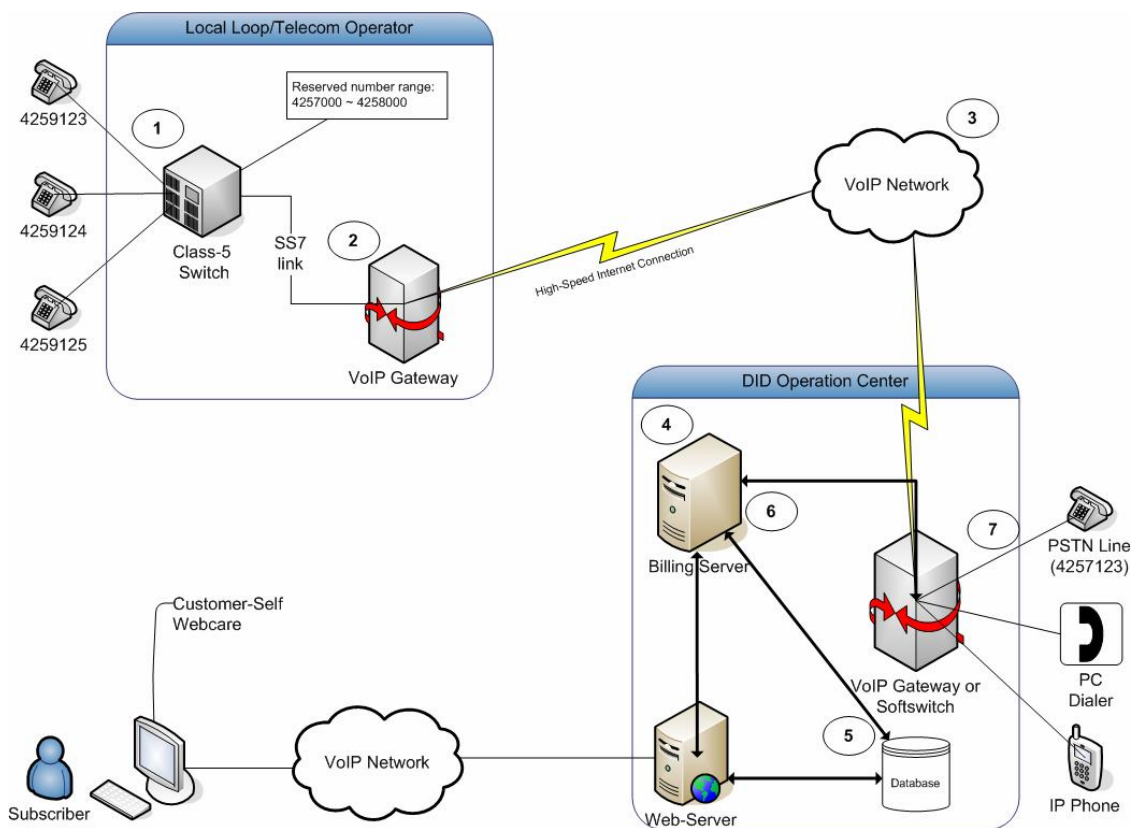 Local Loop/Telecom Operator
Reserved number range:
4257000 ~ 4258000
4259123
1
3
VoIP Network
4259124
Class-5
Switch
SS7
link
2
High-Speed Internet Connection
4259125
VoIP Gateway
DID Operation Center
4
6
7
PSTN Line
(4257123)
Billing Server
Customer-Self
Webcare
PC
Dialer
VoIP Gateway or
Softswitch
5
VoIP Network
Database
IP Phone
Subscriber
Web-Server